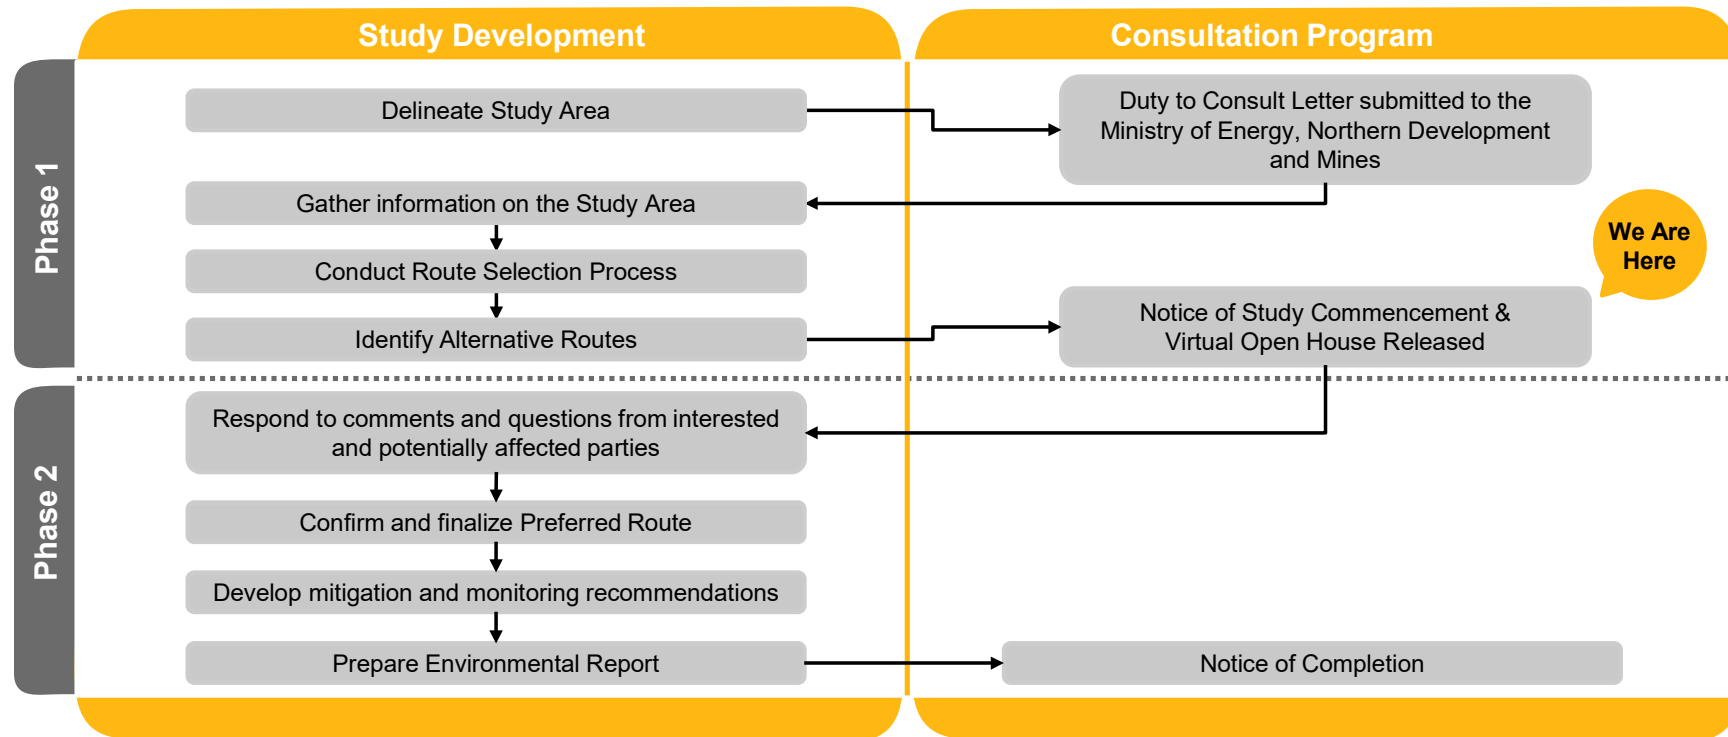 Study Development
Consultation Program
Phase 1
Delineate Study Area
Duty to Consult Letter submitted to the
Ministry of Energy, Northern Development
and Mines
Gather information on the Study Area
We Are
Here
Conduct Route Selection Process
Identify Alternative Routes
Notice of Study Commencement &
Virtual Open House Released
Phase 2
Respond to comments and questions from interested
and potentially affected parties
Confirm and finalize Preferred Route
Develop mitigation and monitoring recommendations
Prepare Environmental Report
Notice of Completion